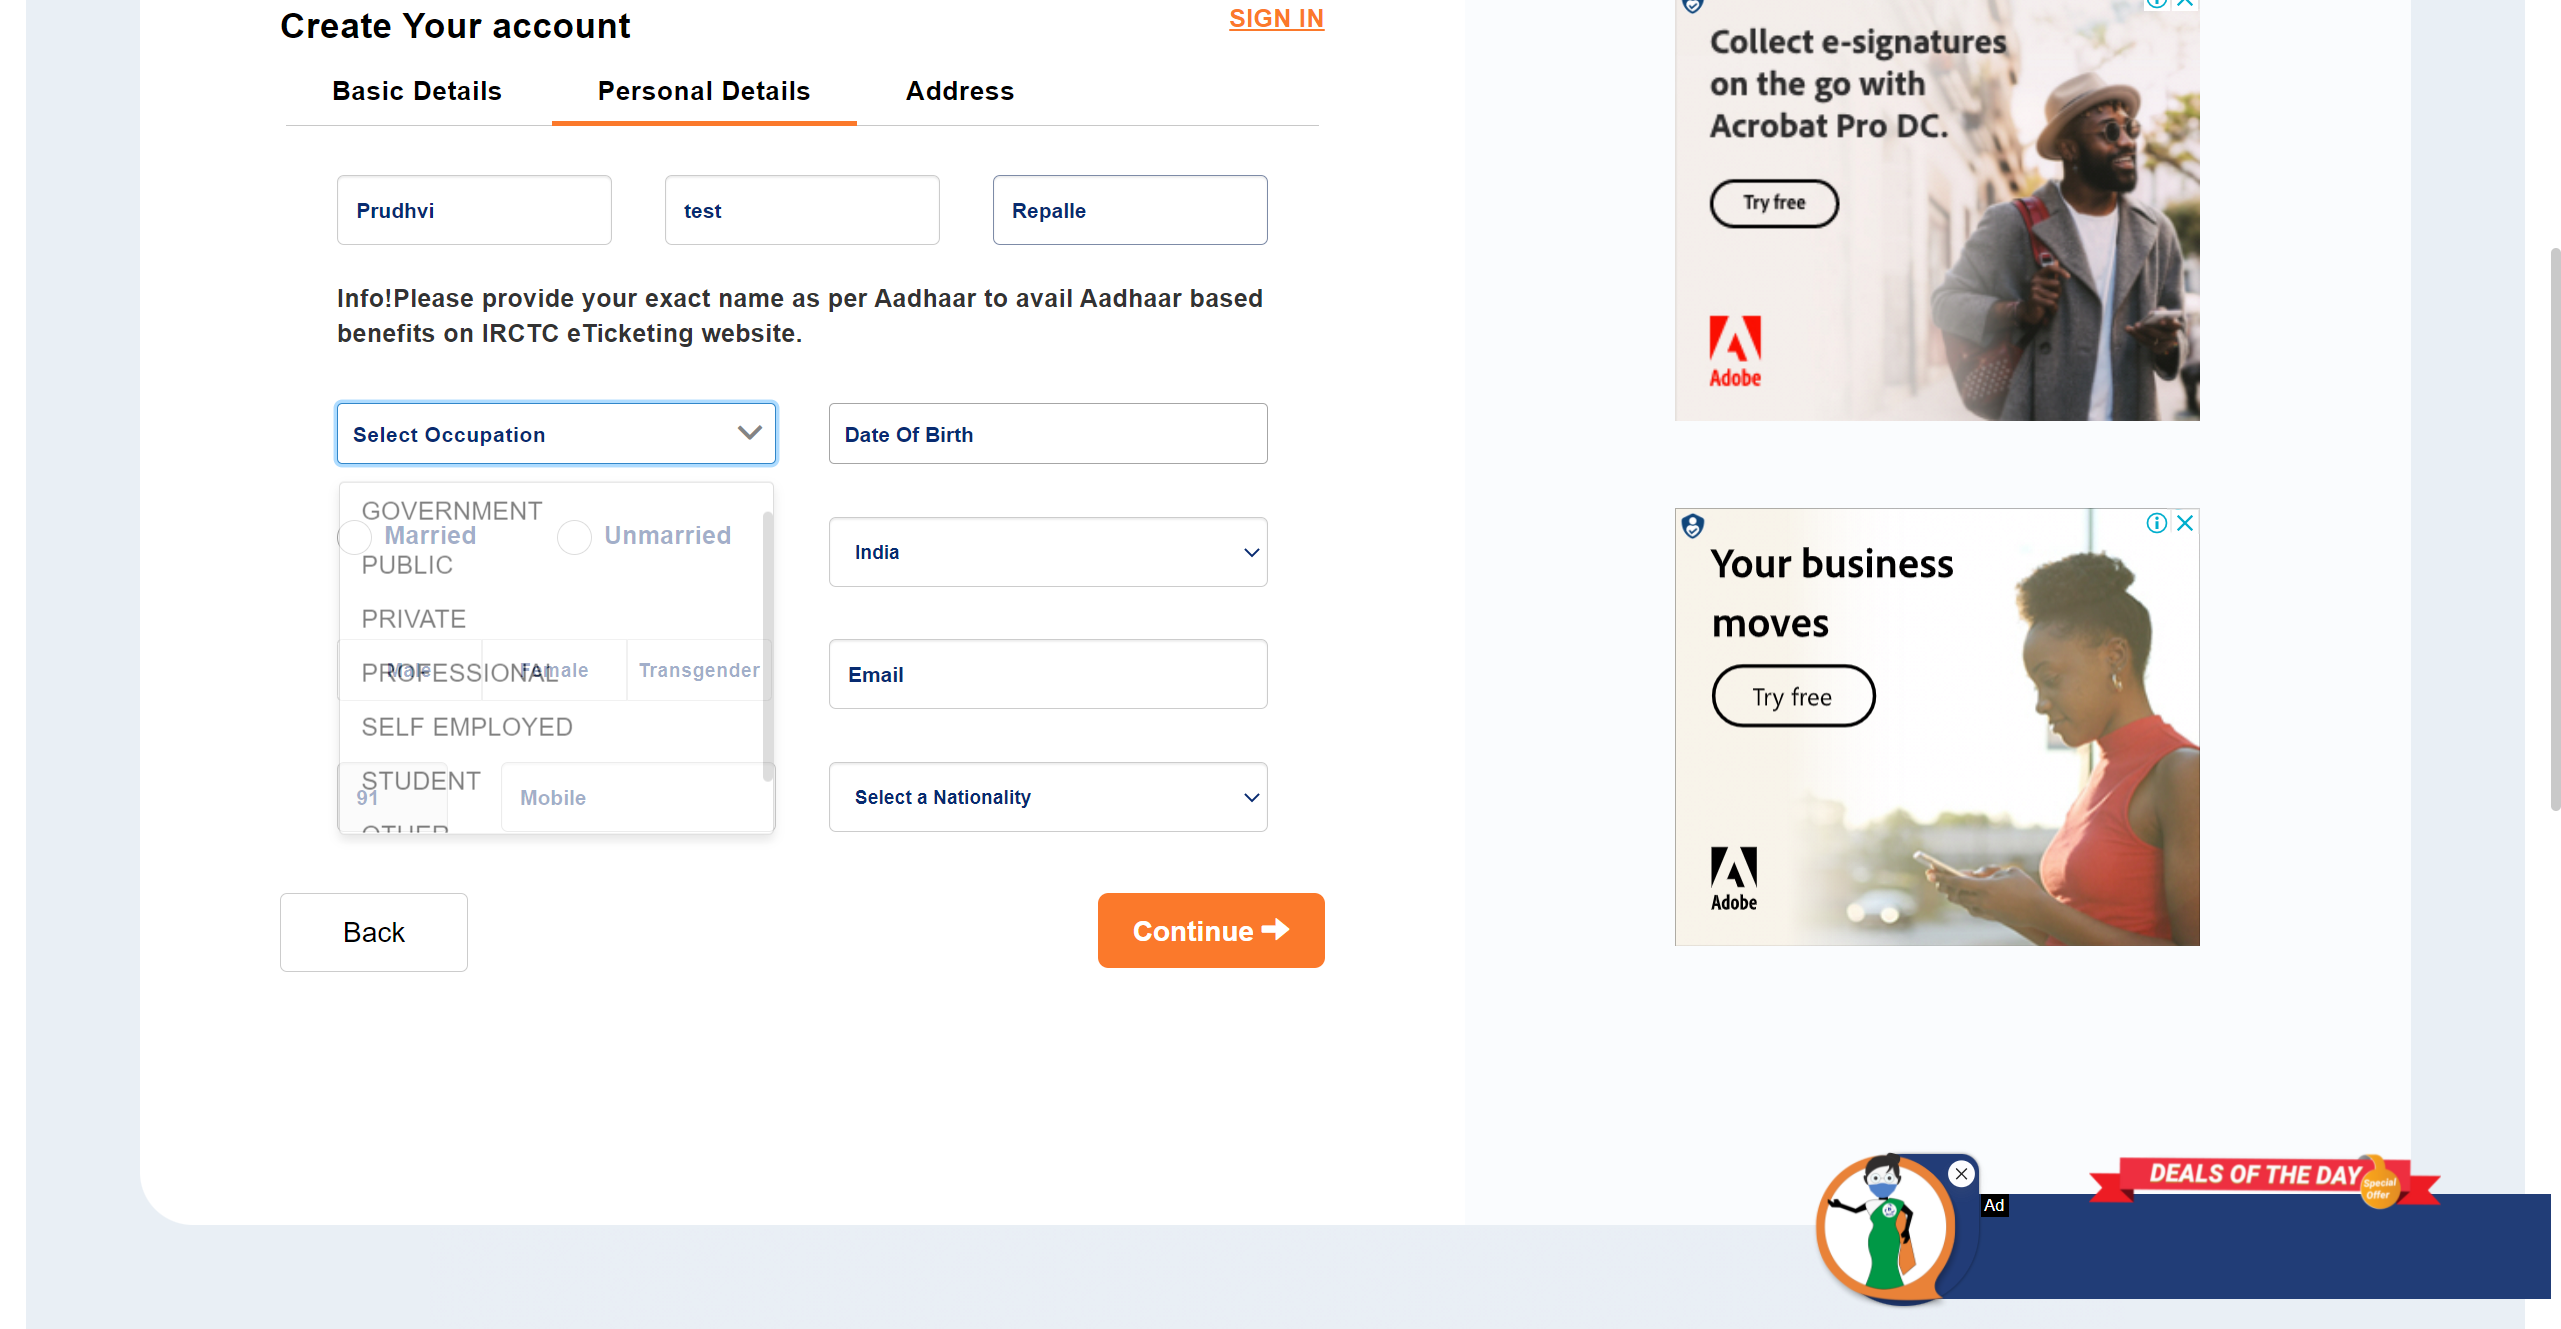 Create Your account
SIGN IN
Basic Details
Personal Details
Address
Prudhvi
test
Repalle
Info!Please provide your exact name as per Aadhaar to avail Aadhaar based
benefits on IRCTC eTicketing website.
Select Occupation
Date Of Birth
GOVERNMENT
Married
Unmarried
PUBLIC
India
PRIVATE
Male
Female
Transgender
PROFESSIONAL
Email
SELF EMPLOYED
STUDENT
91
Mobile
Select a Nationality
OTHER
Back
Continue
Collect e-signatures
on the go with
Acrobat Pro DC.
Try free
Adobe
Your business
moves
Try free
Adobe
DEALS OF THE DAY
Special
Offer
Ad